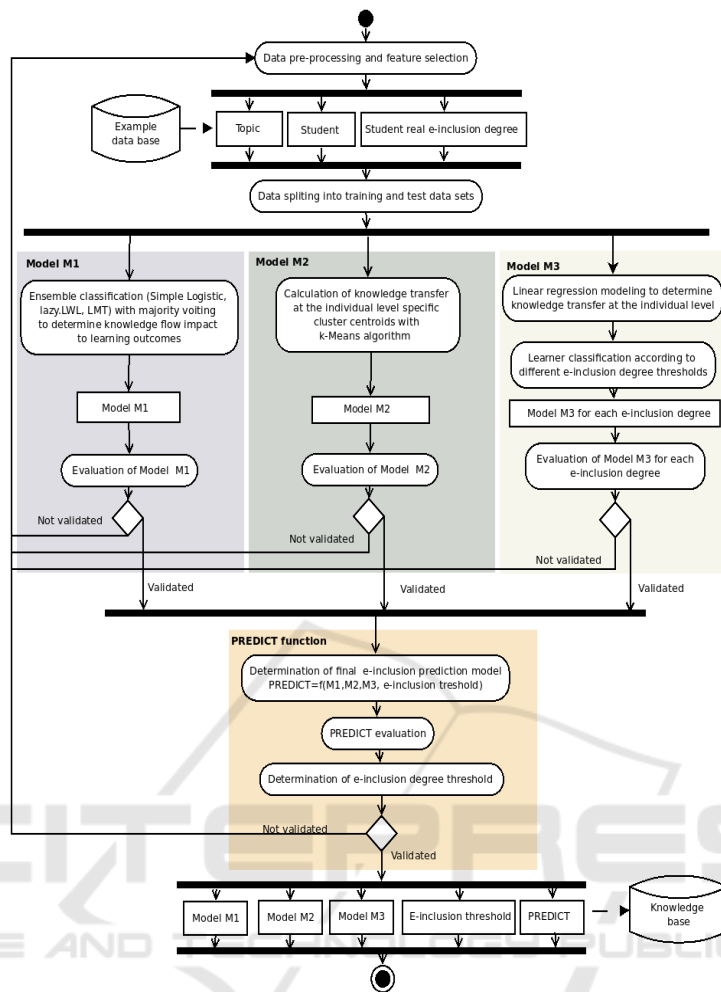 Data pre-processing and feature selection
Example
data base
Topic
Student
Student real e-inclusion degree
Data spliting into training and test data sets
Model M1
Ensemble classification (Simple Logistic,
lazy.LWL, LMT) with majority voiting
to determine knowledge flow impact
to learning outcomes
Model M1
Evaluation of Model M1
Not validated
Validated
Model M2
Calculation of knowledge transfer
at the individual level specific
cluster centroids with
k-Means algorithm
Model M2
Evaluation of Model M2
Not validated
Validated
Model M3
Linear regression modeling to determine
knowledge transfer at the individual level
Learner classification according to
different e-inclusion degree thresholds
Model M3 for each e-inclusion degree
Evaluation of Model M3 for each
e-inclusion degree
Not validated
Validated
PREDICT function
Determination of final e-inclusion prediction model
PREDICT=f(M1,M2,M3, e-inclusion treshold)
PREDICT evaluation
Determination of e-inclusion degree threshold
Not validated
Validated
Model M1
Model M2
Model M3
E-inclusion threshold
PREDICT
Knowledge
base
CITEPRES
E AND TECHNOLOGY PUBLIC